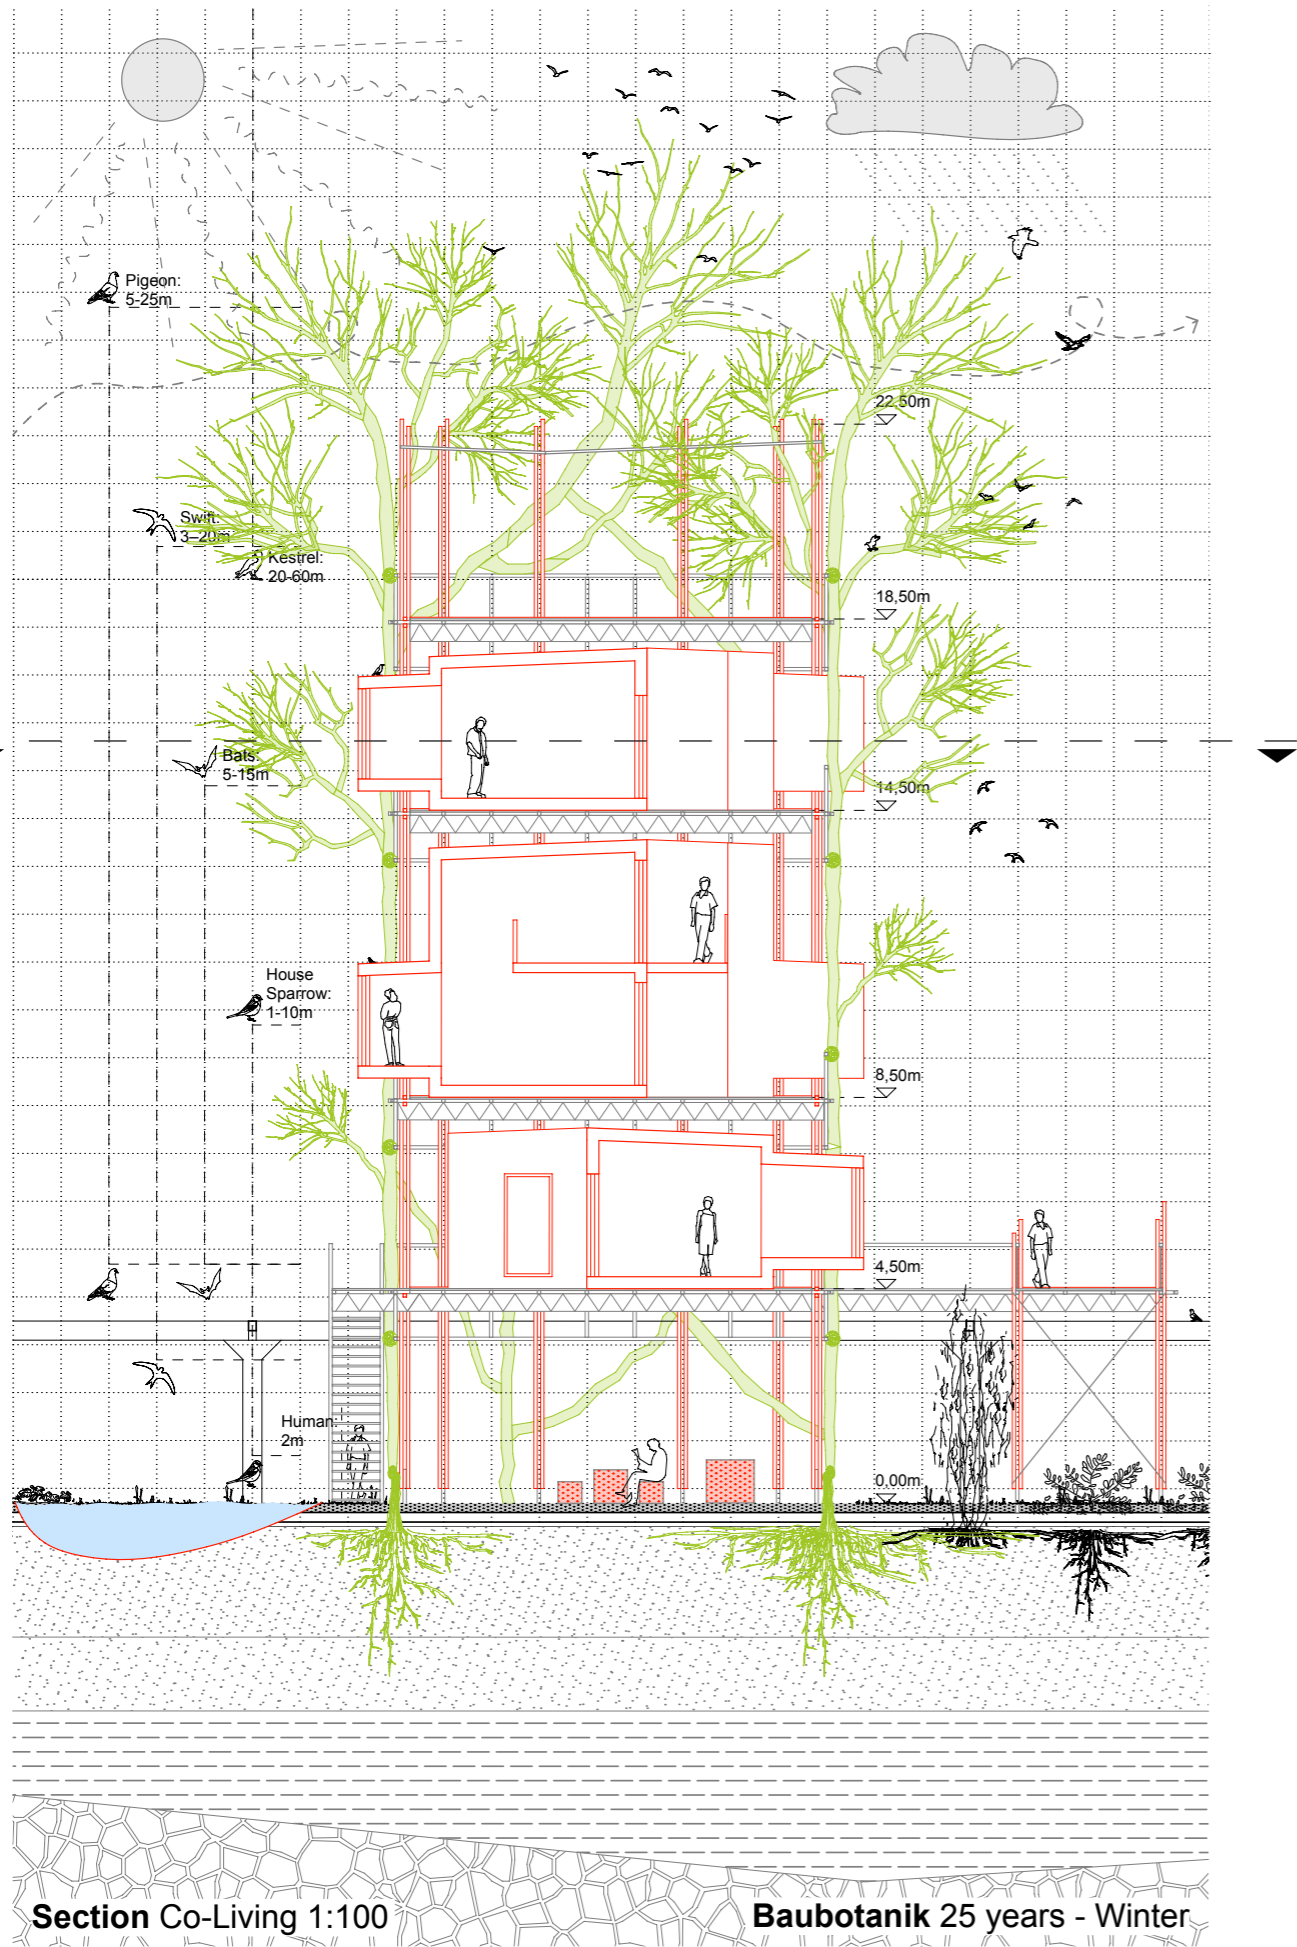 Pigeon:
5-25m
22,50m
Swift:
3–20m
Kestrel:
20-60m
18,50m
Bats:
5-15m
14,50m
House
Sparrow:
1-10m
8,50m
4,50m
Human:
2m
0,00m
Section Co-Living 1:100
Baubotanik 25 years - Winter